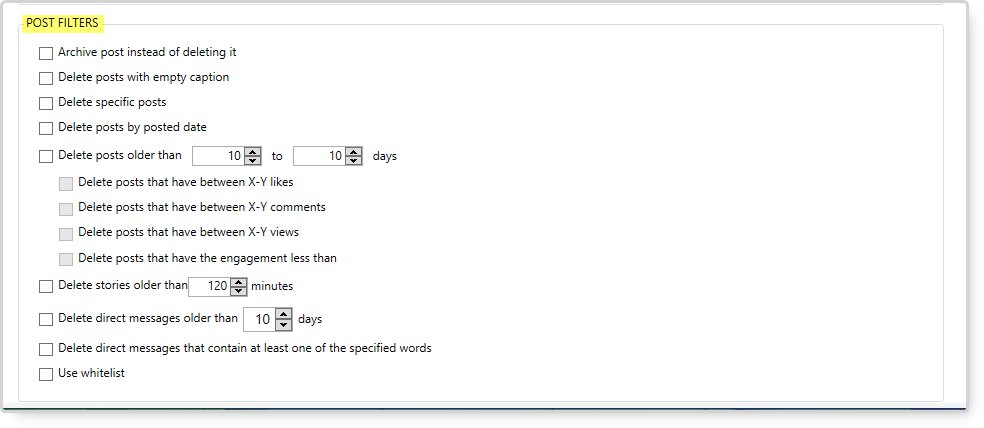 POST FILTERS
Archive post instead of deleting it
Delete posts with empty caption
Delete specific posts
Delete posts by posted date
Delete posts older than 10 to 10 days
Delete posts that have between X-Y likes
Delete posts that have between X-Y comments
Delete posts that have between X-Y views
Delete posts that have the engagement less than
Delete stories older than 120 minutes
Delete direct messages older than 10 days
Delete direct messages that contain at least one of the specified words
Use whitelist